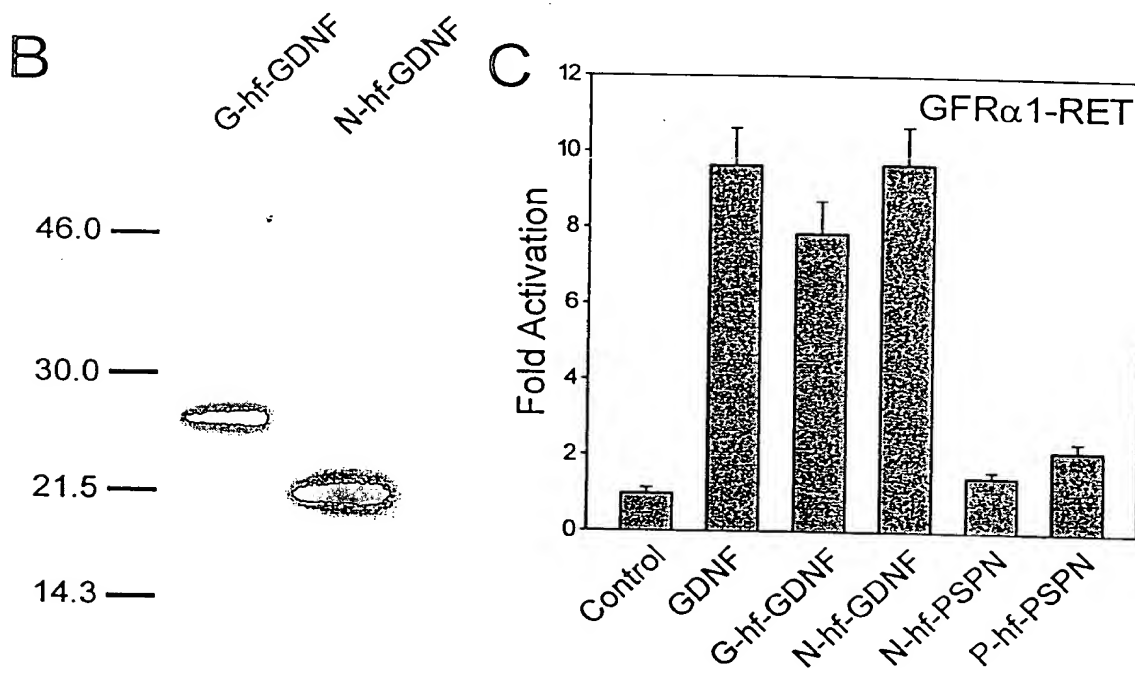 B
G-hf-GDNF
N-hf-GDNF
46.0
30.0
21.5
14.3
C
GFRα1-RET
Fold Activation
12
10
8
6
4
2
0
Control
GDNF
G-hf-GDNF
N-hf-GDNF
N-hf-PSPN
P-hf-PSPN